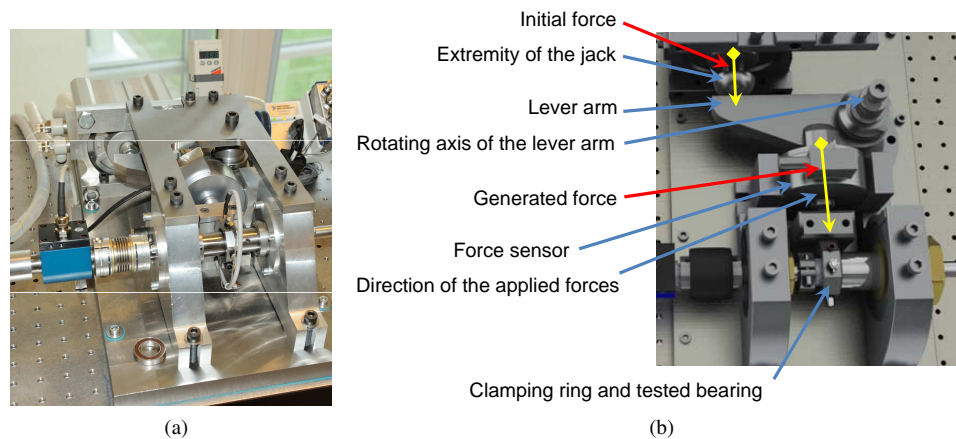 Initial force
Extremity of the jack
Lever arm
Rotating axis of the lever arm
Generated force
Force sensor
Direction of the applied forces
Clamping ring and tested bearing
(a)
(b)